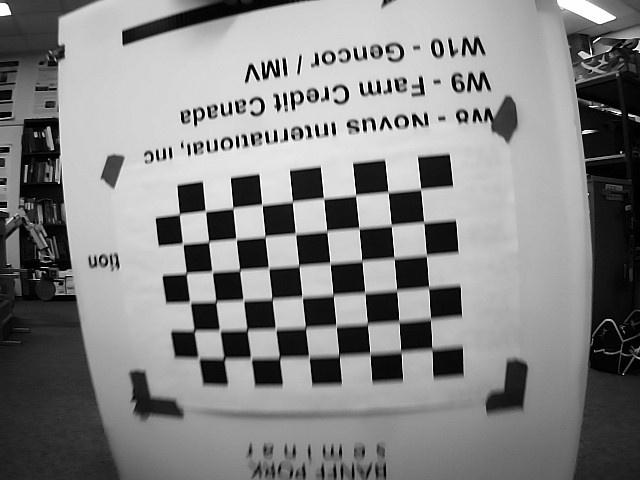 BANFF PORK
seminar
tion
W8 - Novus International, Inc
W9 - Farm Credit Canada
W10 - Gencor / IMV